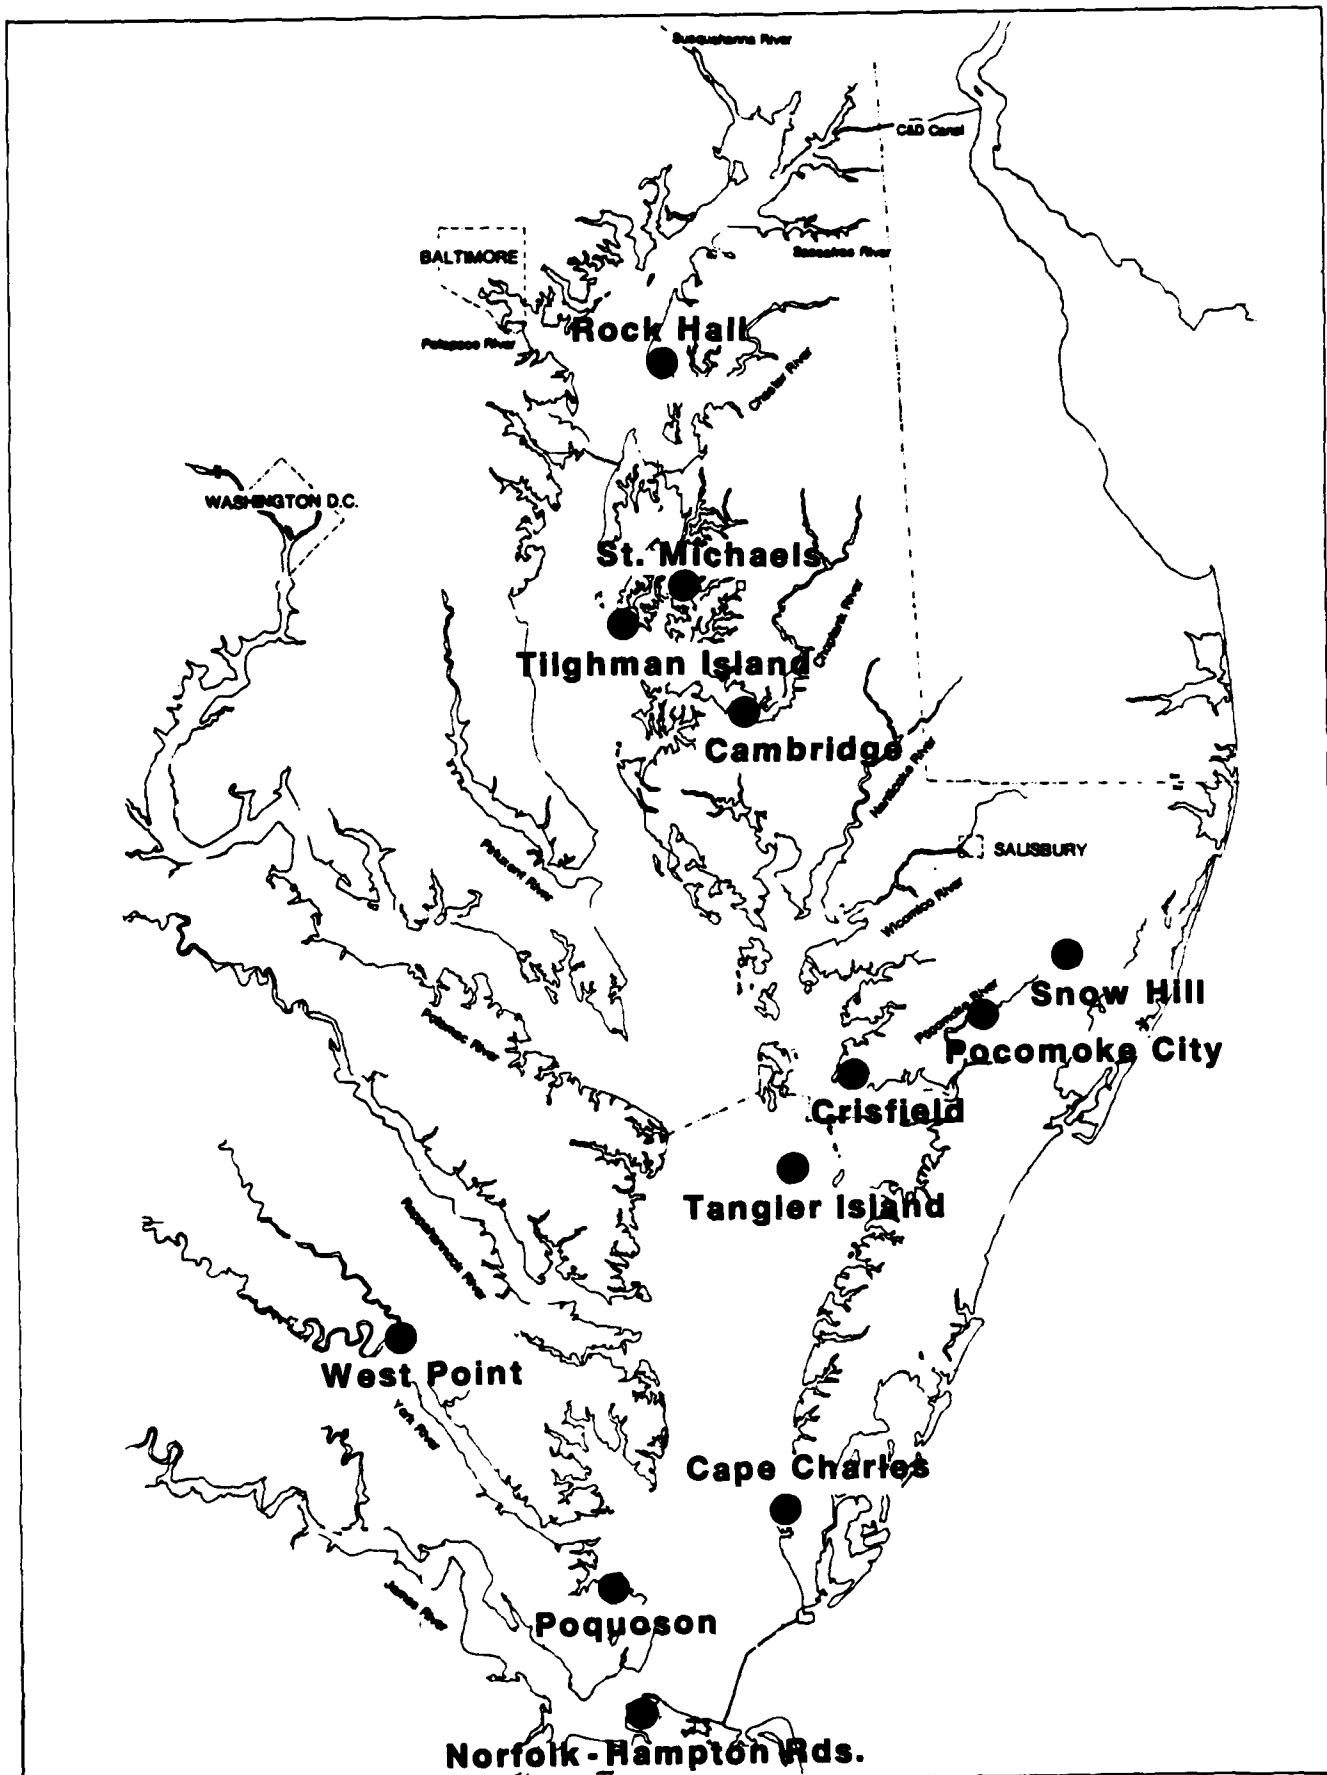 Susquehanna River
C&D Canal
BALTIMORE
Sassafras River
Rock Hall
Patapsco River
Chester River
WASHINGTON D.C.
St. Michaels
Choptank River
Tilghman Island
Cambridge
Nanticoke River
SALISBURY
Patuxent River
Wicomico River
Snow Hill
Pocomoke River
Potomac River
Pocomoke City
Crisfield
Tangier Island
Rappahannock River
West Point
York River
Cape Charles
James River
Poquoson
Norfolk-Hampton Rds.